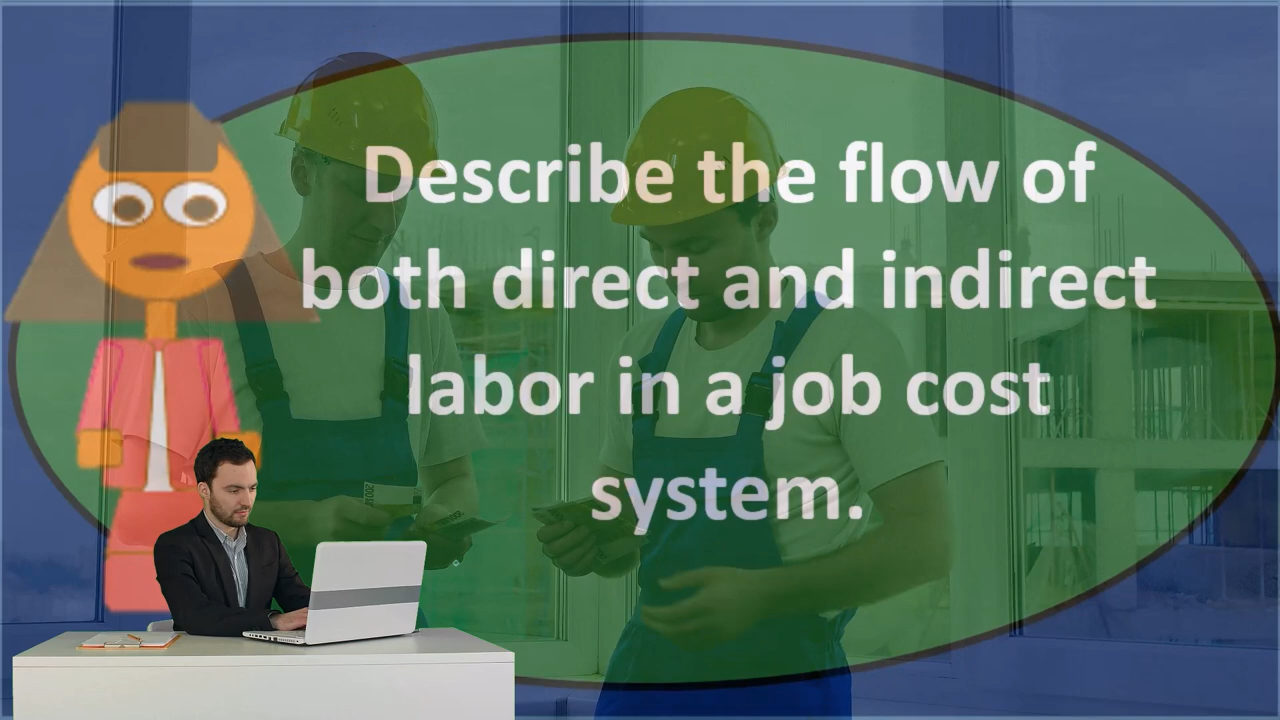 Describe the flow of
both direct and indirect
labor in a job cost
system.